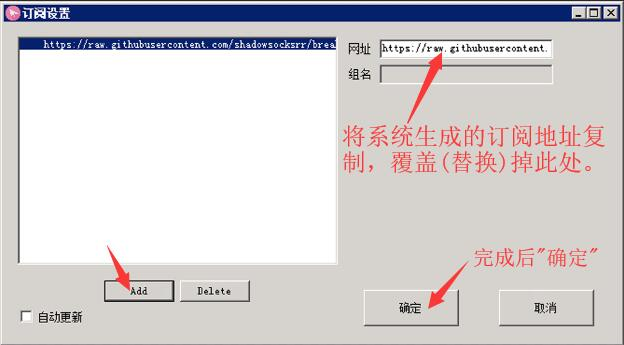 订阅设置
https://raw.githubusercontent.com/shadowsocksrr/brea
网址
https://raw.githubusercontent.
组名
将系统生成的订阅地址复
制，覆盖(替换)掉此处。
完成后"确定"
Add
Delete
确定
取消
自动更新